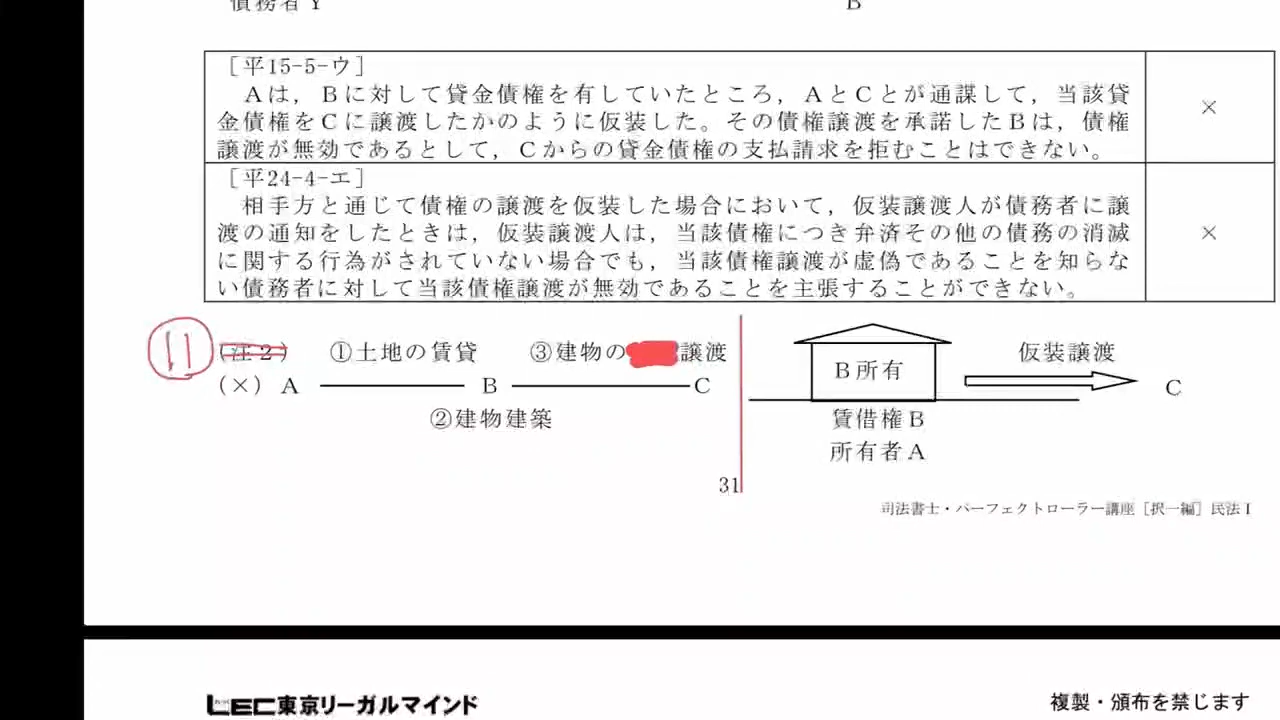 債務者Y B
［平15-5-ウ］
Aは，Bに対して貸金債権を有していたところ，AとCとが通謀して，当該貸
金債権をCに譲渡したかのように仮装した。その債権譲渡を承諾したBは，債権
譲渡が無効であるとして，Cからの貸金債権の支払請求を拒むことはできない。
×
［平24-4-エ］
相手方と通じて債権の譲渡を仮装した場合において，仮装譲渡人が債務者に譲
渡の通知をしたときは，仮装譲渡人は，当該債権につき弁済その他の債務の消滅
に関する行為がされていない場合でも，当該債権譲渡が虚偽であることを知らな
い債務者に対して当該債権譲渡が無効であることを主張することができない。
×
11 (注2) ①土地の賃貸 ③建物の 譲渡
(×) A B C
②建物建築
B所有
仮装譲渡
C
賃借権B
所有者A
31
司法書士・パーフェクトローラー講座［択一編］民法I
LEC東京リーガルマインド
複製・頒布を禁じます